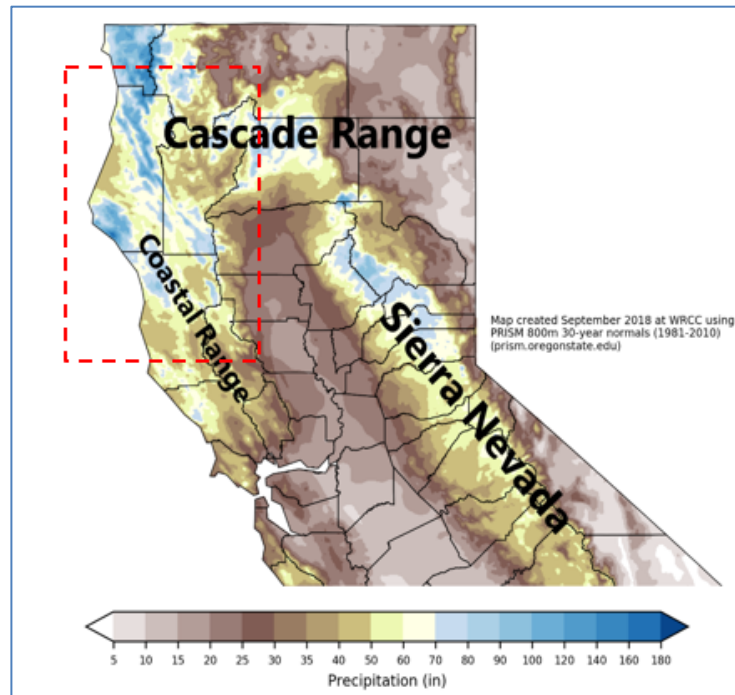 Cascade Range
Coastal Range
Sierra Nevada
Map created September 2018 at WRCC using
PRISM 800m 30-year normals (1981-2010)
(prism.oregonstate.edu)
5 10 15 20 25 30 35 40 50 60 70 80 90 100 120 140 160 180
Precipitation (in)